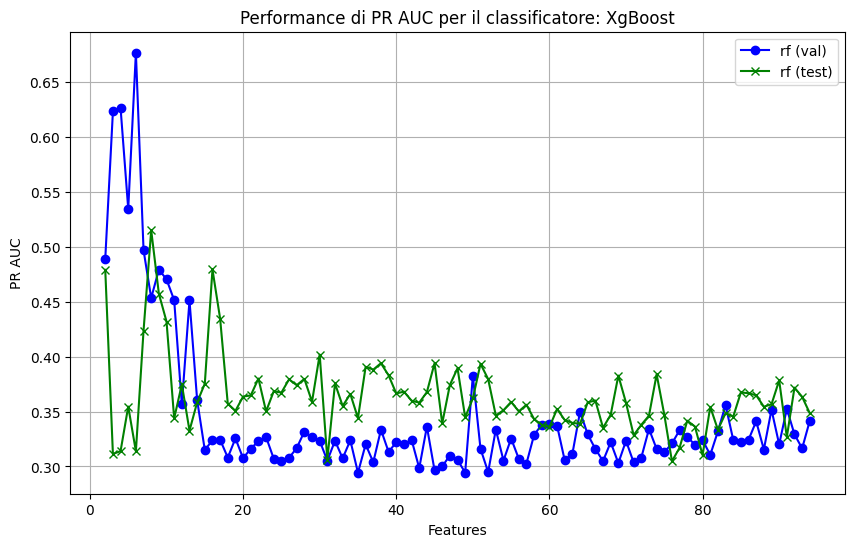 Performance di PR AUC per il classificatore: XgBoost
rf (val)
rf (test)
PR AUC
0.65
0.60
0.55
0.50
0.45
0.40
0.35
0.30
0
20
40
60
80
Features